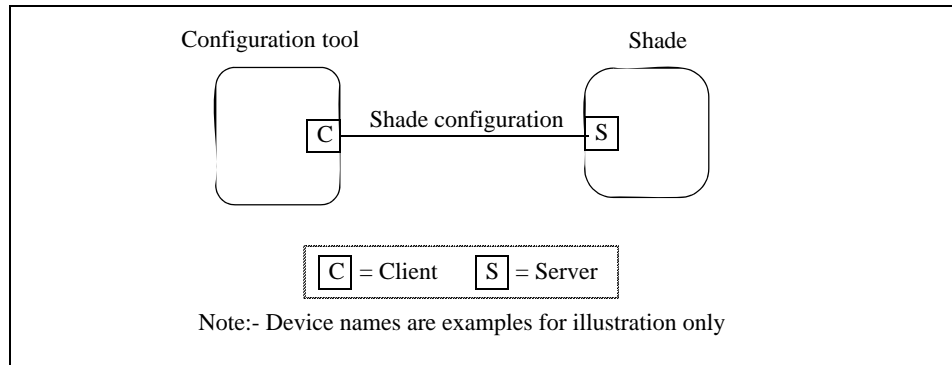 Configuration tool
Shade
Shade configuration
C
S
C = Client
S = Server
Note:- Device names are examples for illustration only